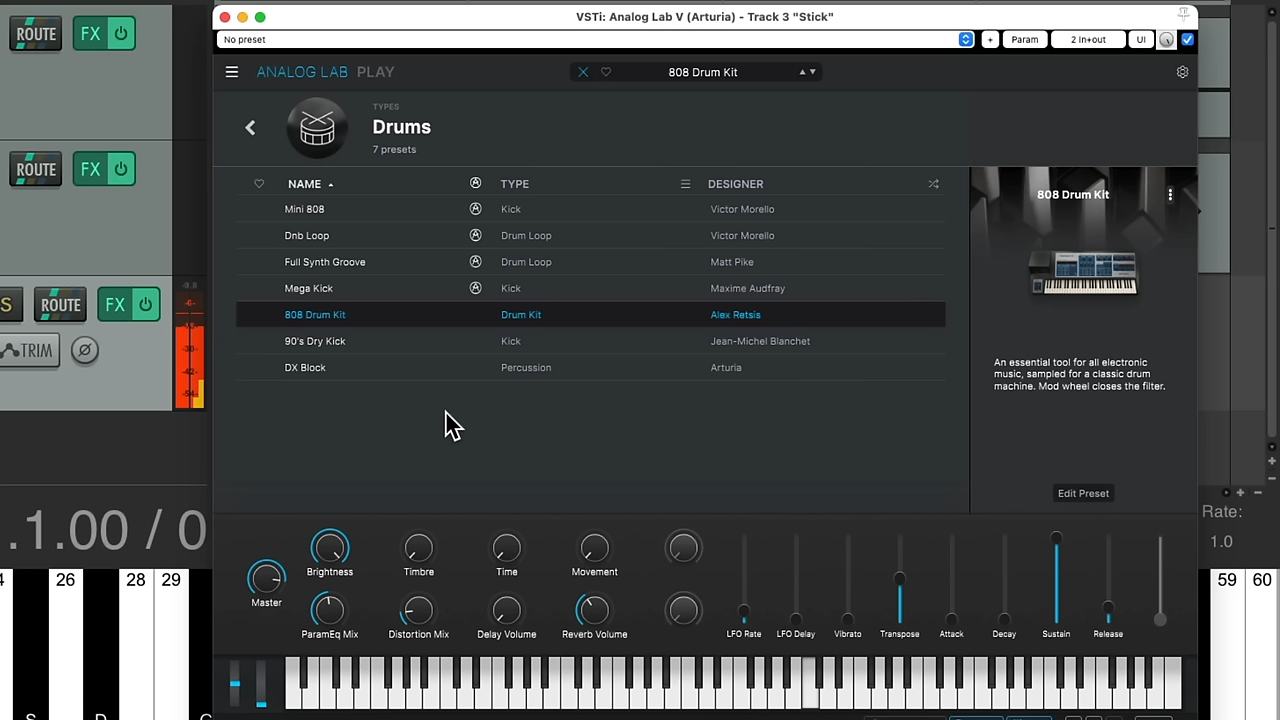 VSTi: Analog Lab V (Arturia) - Track 3 "Stick"
No preset
+
Param
2 in+out
UI
ANALOG LAB PLAY
808 Drum Kit
ROUTE
FX
ROUTE
FX
S
ROUTE
FX
TRIM
TYPES
Drums
7 presets
NAME
TYPE
DESIGNER
Mini 808
Kick
Victor Morello
Dnb Loop
Drum Loop
Victor Morello
Full Synth Groove
Drum Loop
Matt Pike
Mega Kick
Kick
Maxime Audfray
808 Drum Kit
Drum Kit
Alex Retsis
90's Dry Kick
Kick
Jean-Michel Blanchet
DX Block
Percussion
Arturia
808 Drum Kit
An essential tool for all electronic
music, sampled for a classic drum
machine. Mod wheel closes the filter.
Edit Preset
-6-
-30-
-42-
-54-
.1.00 / 0
Rate:
1.0
Master
Brightness
Timbre
Time
Movement
ParamEq Mix
Distortion Mix
Delay Volume
Reverb Volume
LFO Rate
LFO Delay
Vibrato
Transpose
Attack
Decay
Sustain
Release
26
28
29
59
60